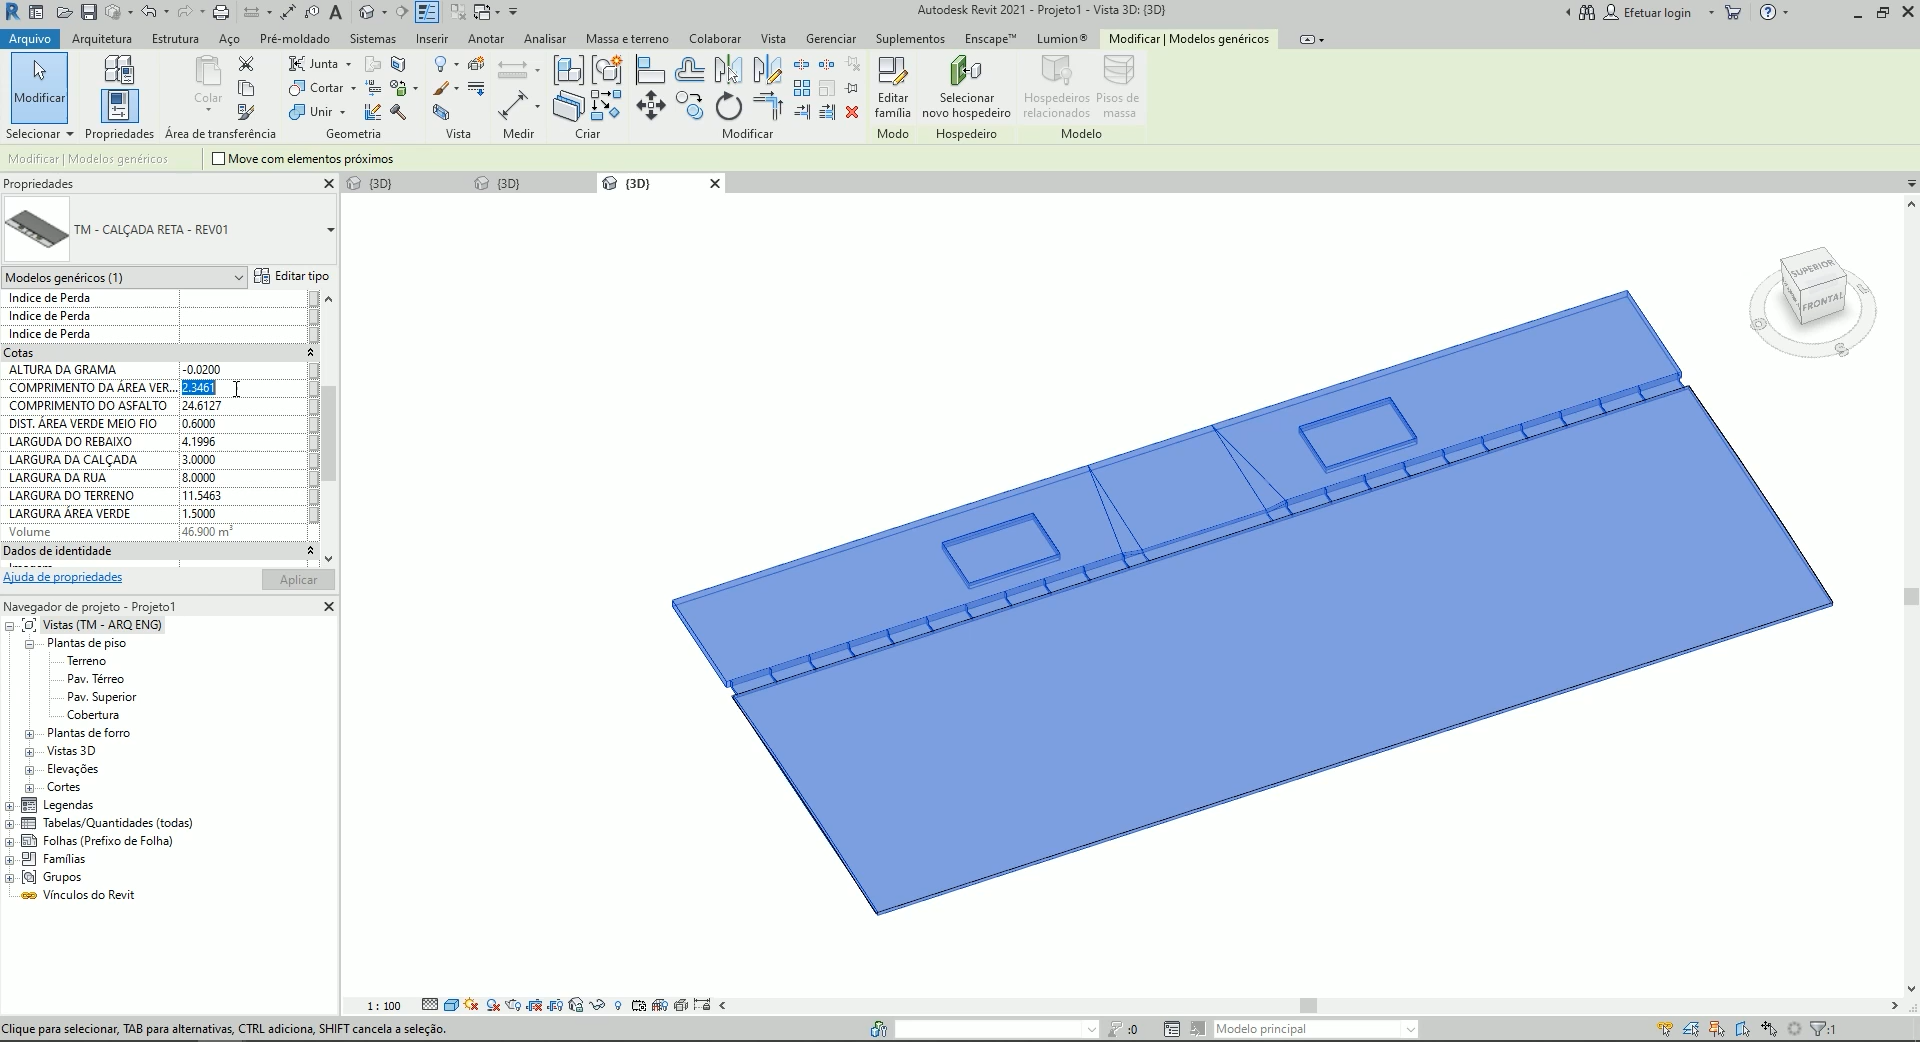 Autodesk Revit 2021 - Projeto1 - Vista 3D: {3D}
Efetuar login
Arquivo Arquitetura Estrutura Aço Pré-moldado Sistemas Inserir Anotar Analisar Massa e terreno Colaborar Vista Gerenciar Suplementos Enscape™ Lumion® Modificar | Modelos genéricos
Modificar
Colar
Junta
Cortar
Unir
Editar
família
Selecionar
novo hospedeiro
Hospedeiros
relacionados
Pisos de
massa
Selecionar Propriedades Área de transferência Geometria Vista Medir Criar Modificar Modo Hospedeiro Modelo
Modificar | Modelos genéricos
Move com elementos próximos
Propriedades
{3D} {3D} {3D}
TM - CALÇADA RETA - REV01
Modelos genéricos (1)
Editar tipo
Indice de Perda
Indice de Perda
Indice de Perda
Cotas
ALTURA DA GRAMA -0.0200
COMPRIMENTO DA ÁREA VER... 2.3461
COMPRIMENTO DO ASFALTO 24.6127
DIST. ÁREA VERDE MEIO FIO 0.6000
LARGUDA DO REBAIXO 4.1996
LARGURA DA CALÇADA 3.0000
LARGURA DA RUA 8.0000
LARGURA DO TERRENO 11.5463
LARGURA ÁREA VERDE 1.5000
Volume 46.900 m³
Dados de identidade
Ajuda de propriedades
Aplicar
Navegador de projeto - Projeto1
Vistas (TM - ARQ ENG)
Plantas de piso
Terreno
Pav. Térreo
Pav. Superior
Cobertura
Plantas de forro
Vistas 3D
Elevações
Cortes
Legendas
Tabelas/Quantidades (todas)
Folhas (Prefixo de Folha)
Famílias
Grupos
Vínculos do Revit
SUPERIOR
FRONTAL
1 : 100
Clique para selecionar, TAB para alternativas, CTRL adiciona, SHIFT cancela a seleção.
:0
Modelo principal
:1